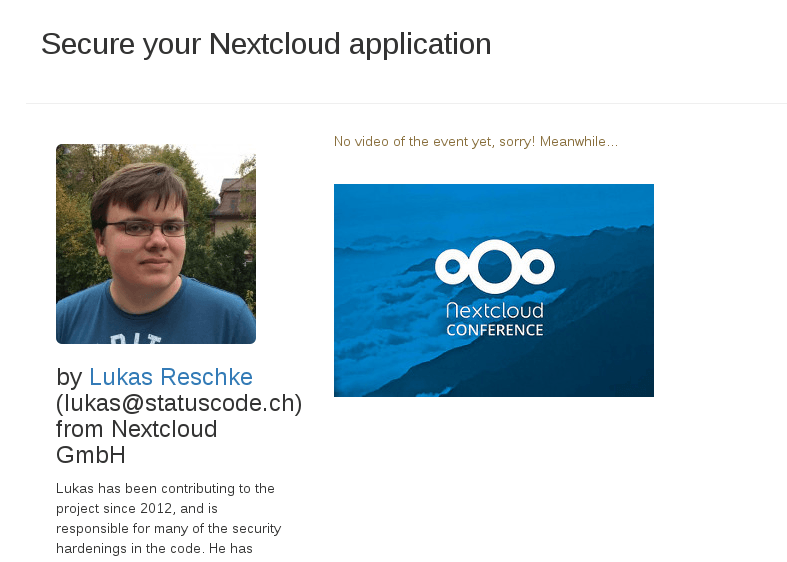 Secure your Nextcloud application
No video of the event yet, sorry! Meanwhile...
Nextcloud
CONFERENCE
by Lukas Reschke
(lukas@statuscode.ch)
from Nextcloud
GmbH
Lukas has been contributing to the
project since 2012, and is
responsible for many of the security
hardenings in the code. He has